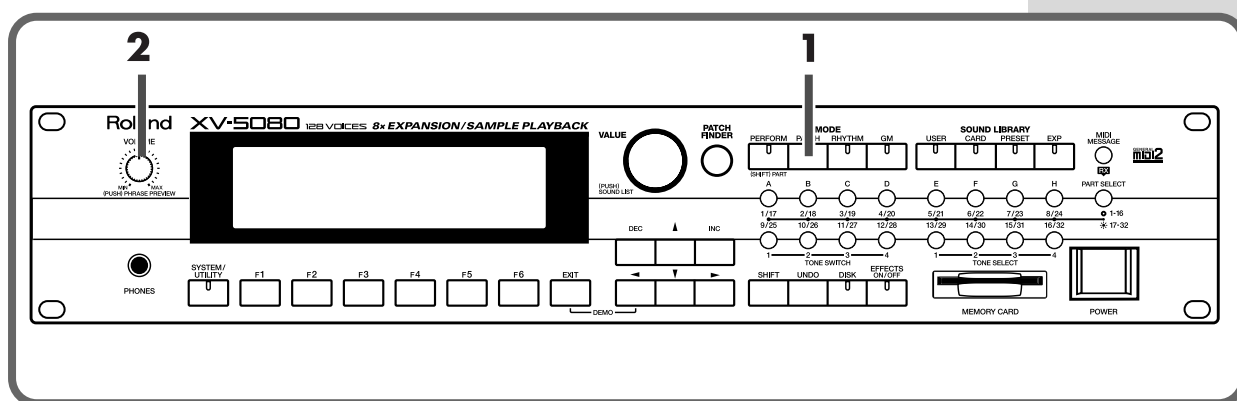 2
1
Roland XV-5080 128 VOICES 8x EXPANSION/SAMPLE PLAYBACK
VOLUME
MIN MAX
(PUSH) PHRASE PREVIEW
PHONES
VALUE
(PUSH)
SOUND LIST
PATCH
FINDER
MODE
PERFORM PATCH RHYTHM GM
(SHIFT) PART
SOUND LIBRARY
USER CARD PRESET EXP
MIDI
MESSAGE
RX
GENERAL
midi2
A B C D E F G H PART SELECT
1/17 2/18 3/19 4/20 5/21 6/22 7/23 8/24 1-16
9/25 10/26 11/27 12/28 13/29 14/30 15/31 16/32 17-32
1 2 3 4 1 2 3 4
TONE SWITCH TONE SELECT
DEC INC
SYSTEM/
UTILITY
F1 F2 F3 F4 F5 F6 EXIT
DEMO
SHIFT UNDO DISK EFFECTS
ON/OFF
MEMORY CARD
POWER